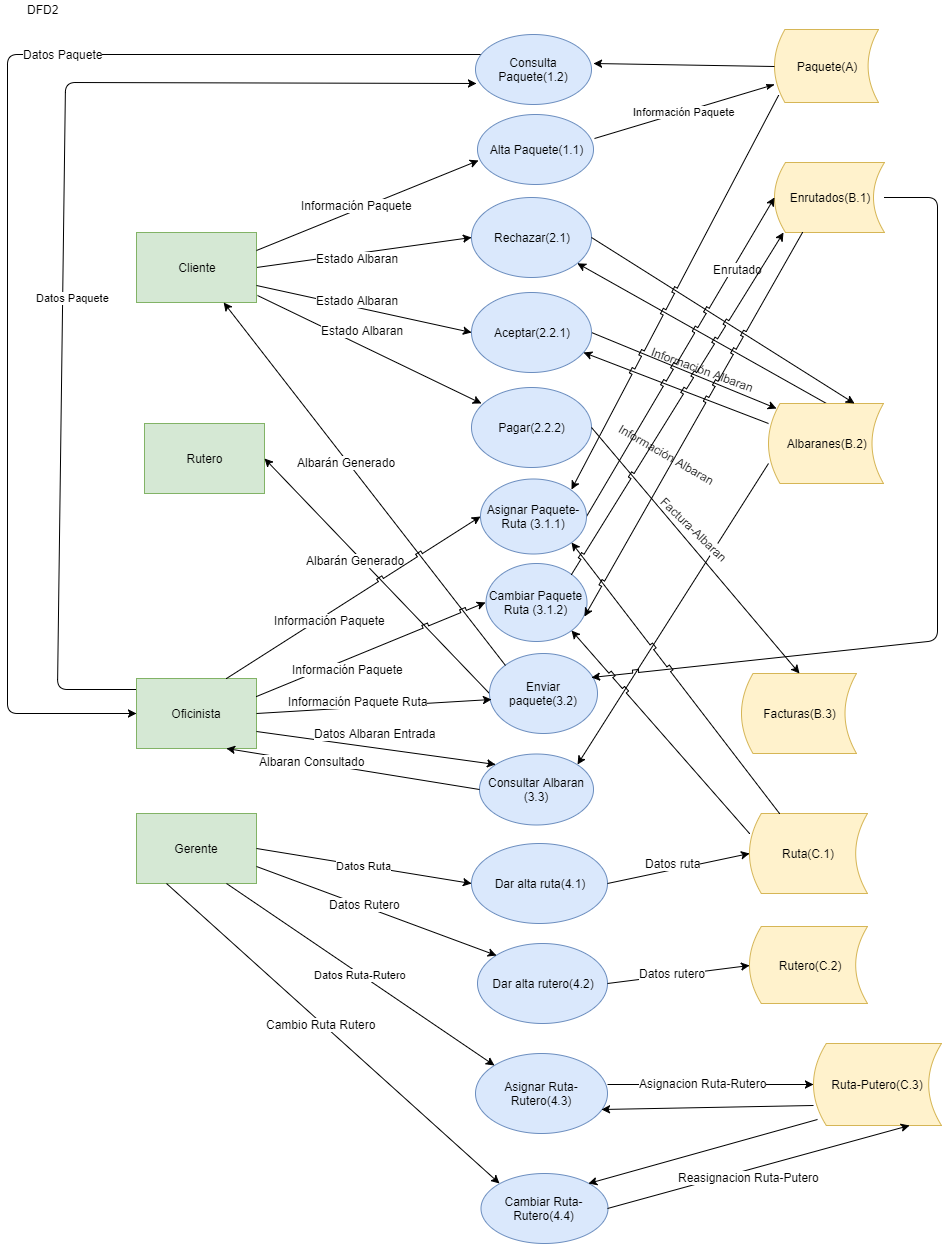 DFD2
Datos Paquete
Consulta
Paquete(1.2)
Paquete(A)
Información Paquete
Alta Paquete(1.1)
Enrutados(B.1)
Información Paquete
Rechazar(2.1)
Cliente
Estado Albaran
Enrutado
Datos Paquete
Estado Albaran
Estado Albaran
Aceptar(2.2.1)
Información Albaran
Pagar(2.2.2)
Albaranes(B.2)
Rutero
Albarán Generado
Información Albaran
Asignar Paquete-
Ruta (3.1.1)
Factura-Albaran
Albarán Generado
Cambiar Paquete
Ruta (3.1.2)
Información Paquete
Información Paquete
Enviar
paquete(3.2)
Información Paquete Ruta
Oficinista
Facturas(B.3)
Datos Albaran Entrada
Albaran Consultado
Consultar Albaran
(3.3)
Gerente
Datos Ruta
Dar alta ruta(4.1)
Datos ruta
Ruta(C.1)
Datos Rutero
Datos Ruta-Rutero
Dar alta rutero(4.2)
Datos rutero
Rutero(C.2)
Cambio Ruta Rutero
Asignar Ruta-
Rutero(4.3)
Asignacion Ruta-Rutero
Ruta-Putero(C.3)
Reasignacion Ruta-Putero
Cambiar Ruta-
Rutero(4.4)